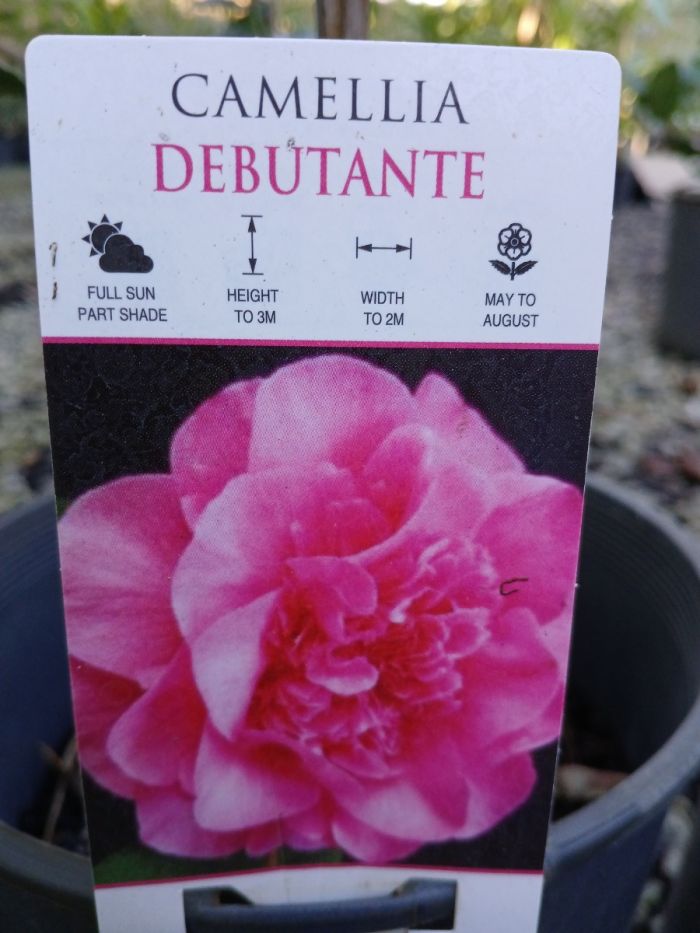 CAMELLIA
DEBUTANTE
FULL SUN
PART SHADE
HEIGHT
TO 3M
WIDTH
TO 2M
MAY TO
AUGUST